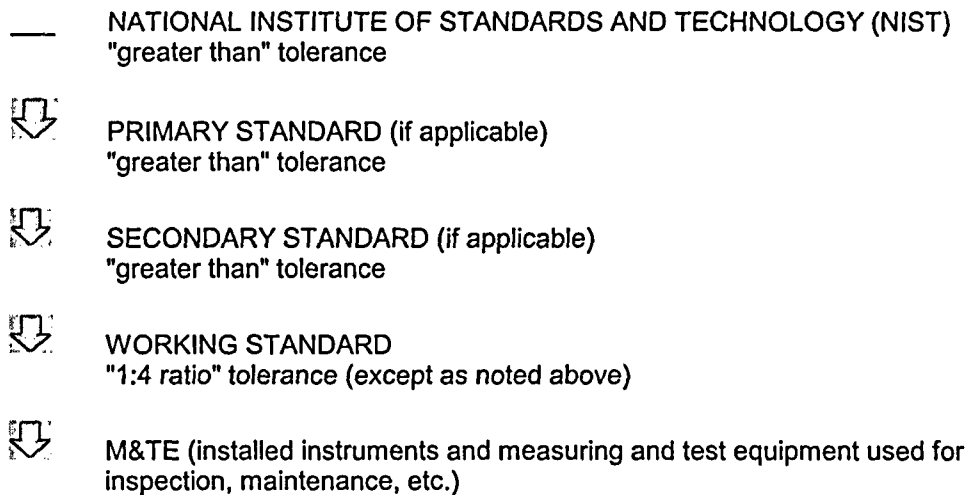 NATIONAL INSTITUTE OF STANDARDS AND TECHNOLOGY (NIST)
"greater than" tolerance
PRIMARY STANDARD (if applicable)
"greater than" tolerance
SECONDARY STANDARD (if applicable)
"greater than" tolerance
WORKING STANDARD
"1:4 ratio" tolerance (except as noted above)
M&TE (installed instruments and measuring and test equipment used for
inspection, maintenance, etc.)